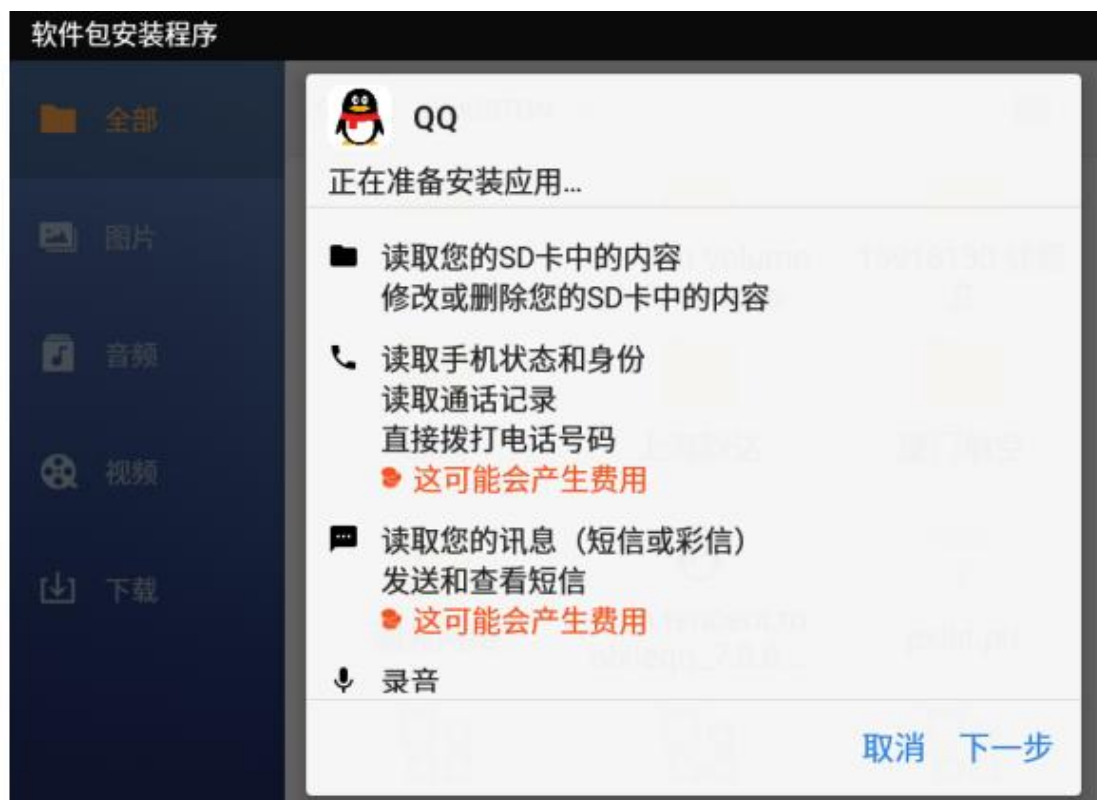 软件包安装程序
全部
图片
音频
视频
下载
QQ
正在准备安装应用...
读取您的SD卡中的内容
修改或删除您的SD卡中的内容
读取手机状态和身份
读取通话记录
直接拨打电话号码
这可能会产生费用
读取您的讯息（短信或彩信）
发送和查看短信
这可能会产生费用
录音
取消 下一步